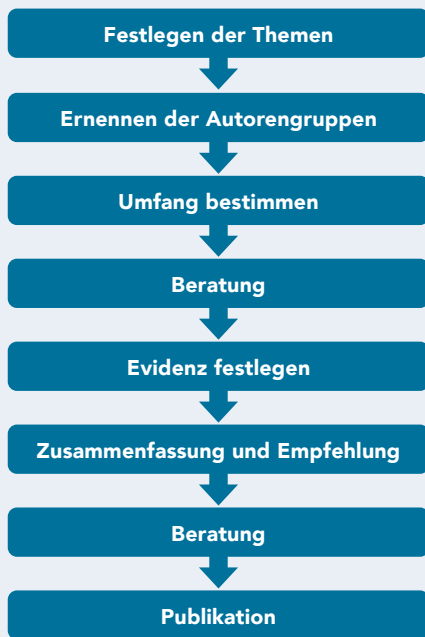 Festlegen der Themen
Ernennen der Autorengruppen
Umfang bestimmen
Beratung
Evidenz festlegen
Zusammenfassung und Empfehlung
Beratung
Publikation